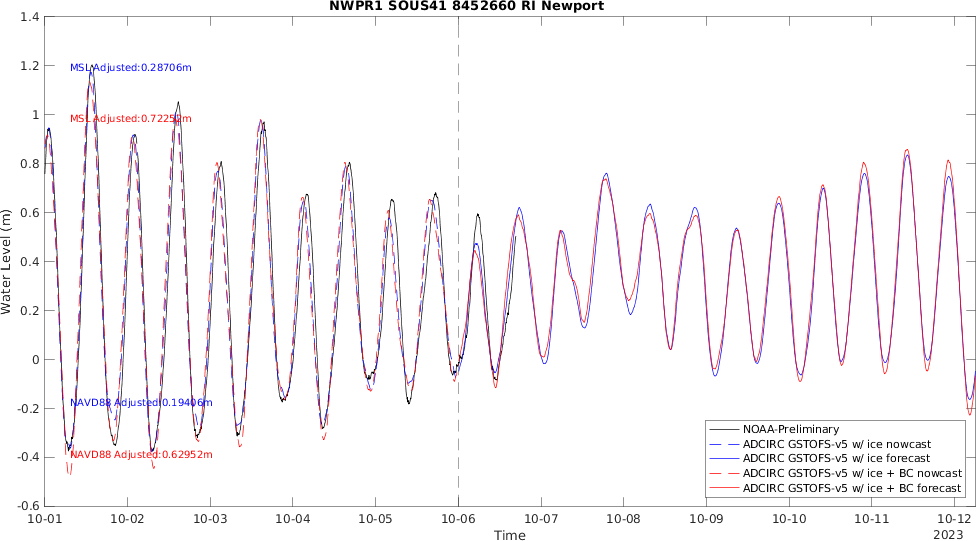 NWPR1 SOUS41 8452660 RI Newport
1.4
1.2
1
0.8
0.6
0.4
0.2
0
-0.2
-0.4
-0.6
Water Level (m)
MSL Adjusted:0.28706m
MSL Adjusted:0.72252m
NAVD88 Adjusted:0.19406m
NAVD88 Adjusted:0.62952m
NOAA-Preliminary
ADCIRC GSTOFS-v5 w/ ice nowcast
ADCIRC GSTOFS-v5 w/ ice forecast
ADCIRC GSTOFS-v5 w/ ice + BC nowcast
ADCIRC GSTOFS-v5 w/ ice + BC forecast
10-01 10-02 10-03 10-04 10-05 10-06 10-07 10-08 10-09 10-10 10-11 10-12
2023
Time